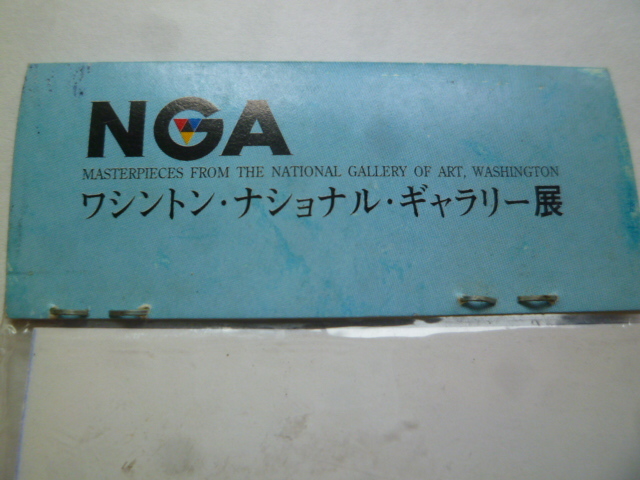 NGA
MASTERPIECES FROM THE NATIONAL GALLERY OF ART, WASHINGTON
ワシントン・ナショナル・ギャラリー展